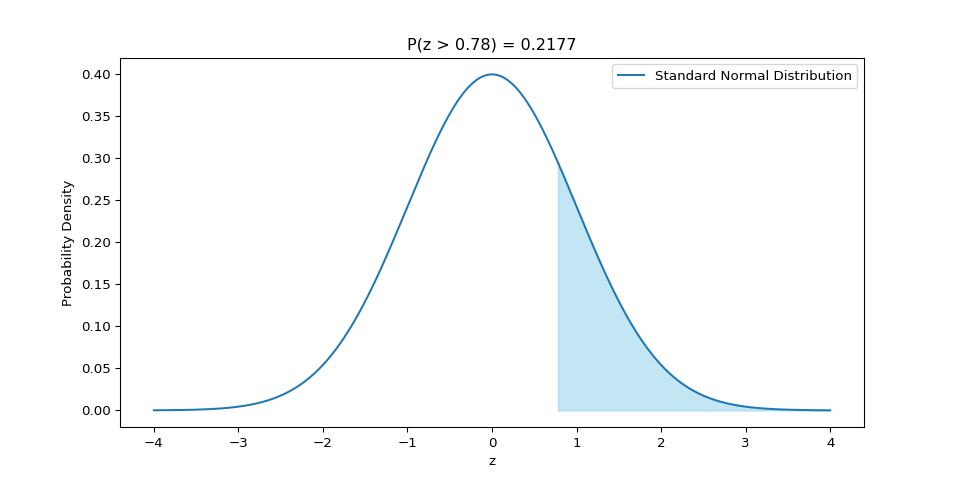 P(z > 0.78) = 0.2177
Standard Normal Distribution
Probability Density
0.40
0.35
0.30
0.25
0.20
0.15
0.10
0.05
0.00
−4 −3 −2 −1 0 1 2 3 4
z